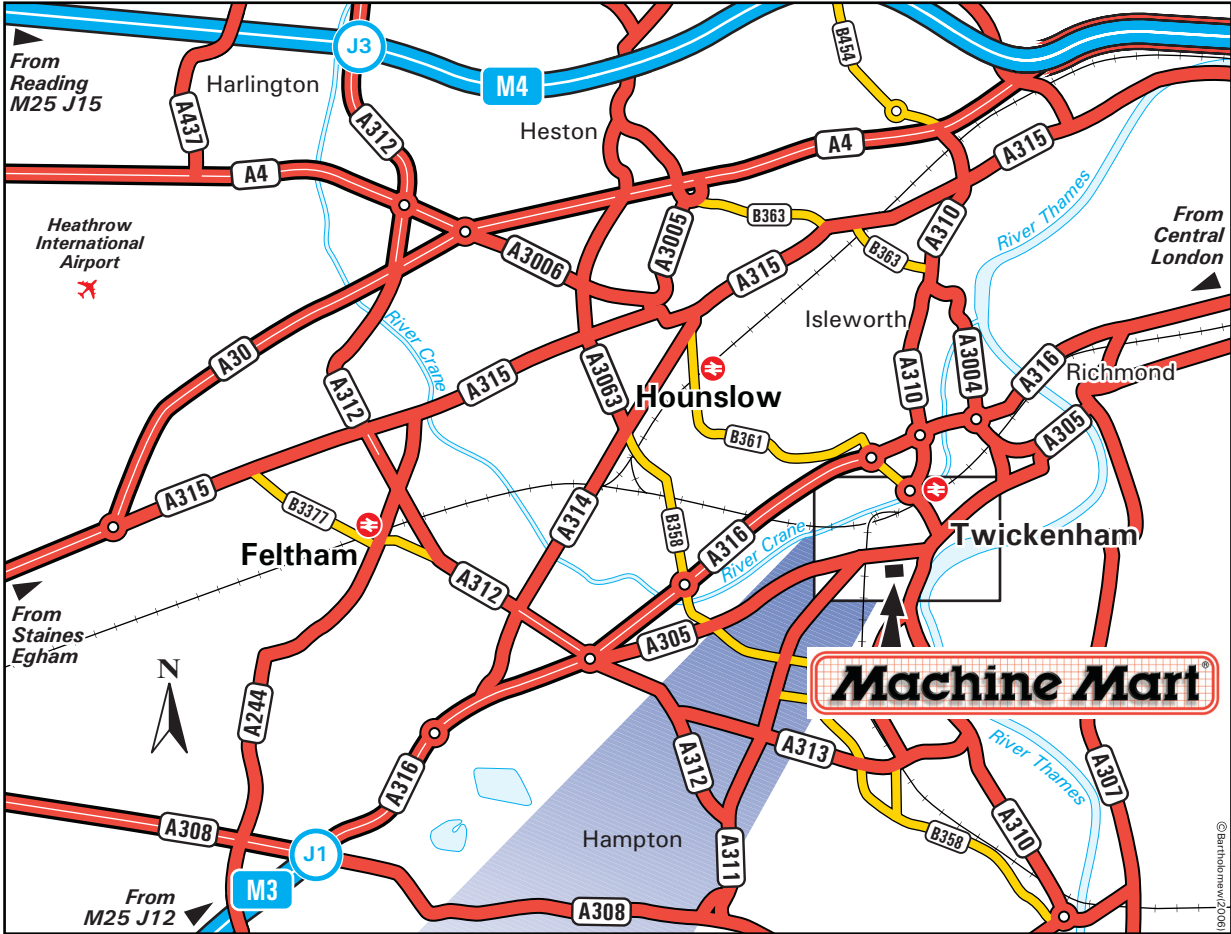 J3
B454
From
Reading
M25 J15
Harlington
M4
A437
A312
Heston
A4
A315
A4
B363
A310
River Thames
Heathrow
International
Airport
From
Central
London
A3005
B363
A3006
A315
River Crane
Isleworth
A30
A3063
A310
A3004
A316
Richmond
A312
A315
Hounslow
B361
A305
A315
B3377
A314
B358
A316
River Crane
Twickenham
Feltham
A312
From
Staines
Egham
A305
N
Machine Mart®
A244
A312
A313
River Thames
A316
A307
A308
Hampton
A311
B358
A310
J1
M3
From
M25 J12
A308
©Bartholomew(2006)